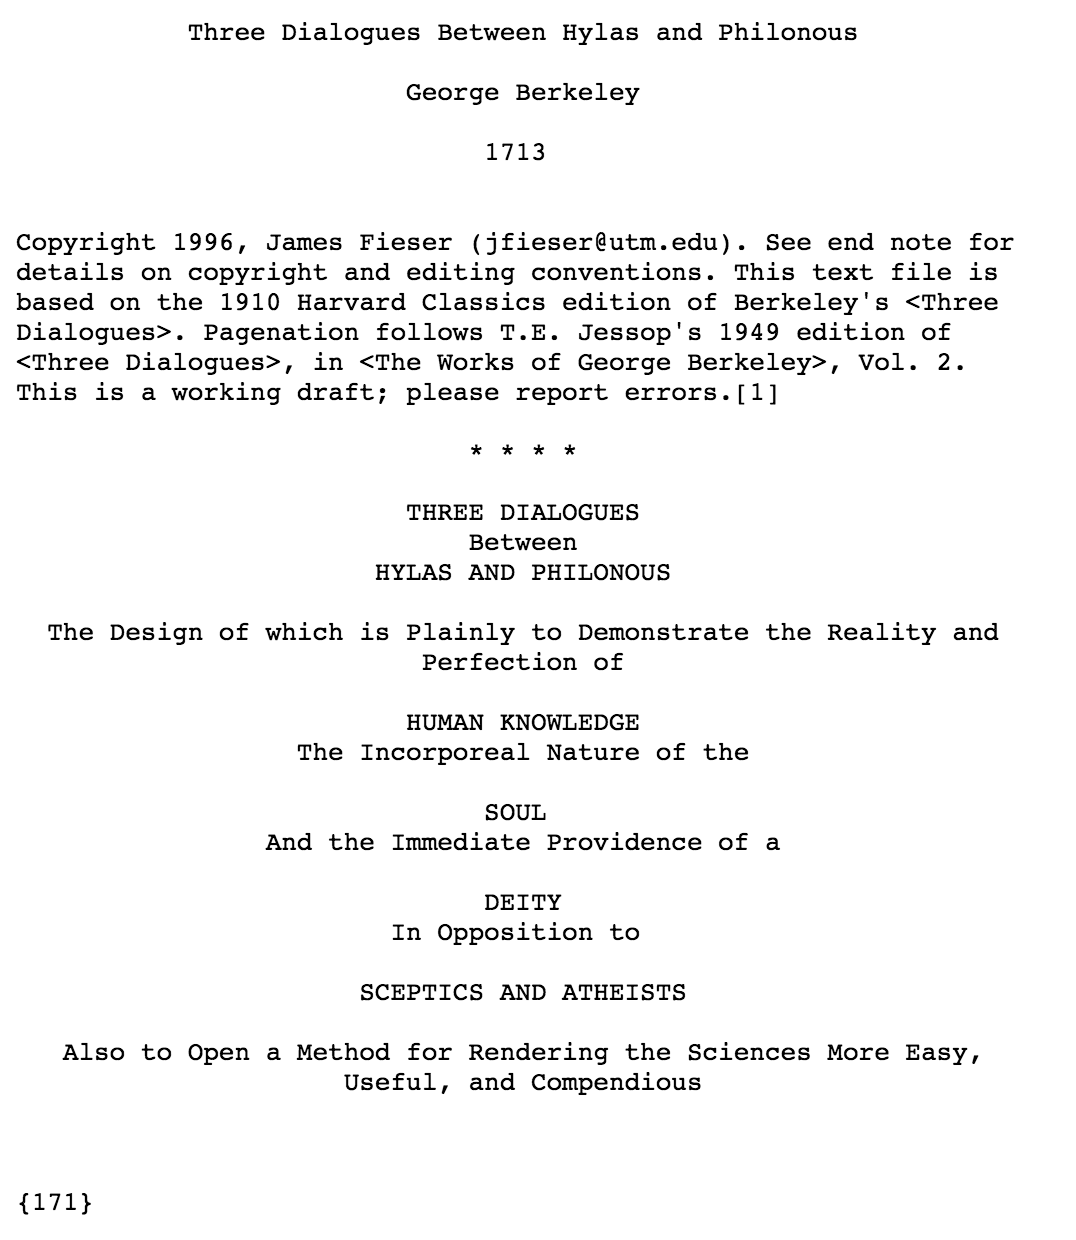 Three Dialogues Between Hylas and Philonous
George Berkeley
1713
Copyright 1996, James Fieser (jfieser@utm.edu). See end note for
details on copyright and editing conventions. This text file is
based on the 1910 Harvard Classics edition of Berkeley's <Three
Dialogues>. Pagenation follows T.E. Jessop's 1949 edition of
<Three Dialogues>, in <The Works of George Berkeley>, Vol. 2.
This is a working draft; please report errors.[1]
* * * *
THREE DIALOGUES
Between
HYLAS AND PHILONOUS
The Design of which is Plainly to Demonstrate the Reality and
Perfection of
HUMAN KNOWLEDGE
The Incorporeal Nature of the
SOUL
And the Immediate Providence of a
DEITY
In Opposition to
SCEPTICS AND ATHEISTS
Also to Open a Method for Rendering the Sciences More Easy,
Useful, and Compendious
{171}